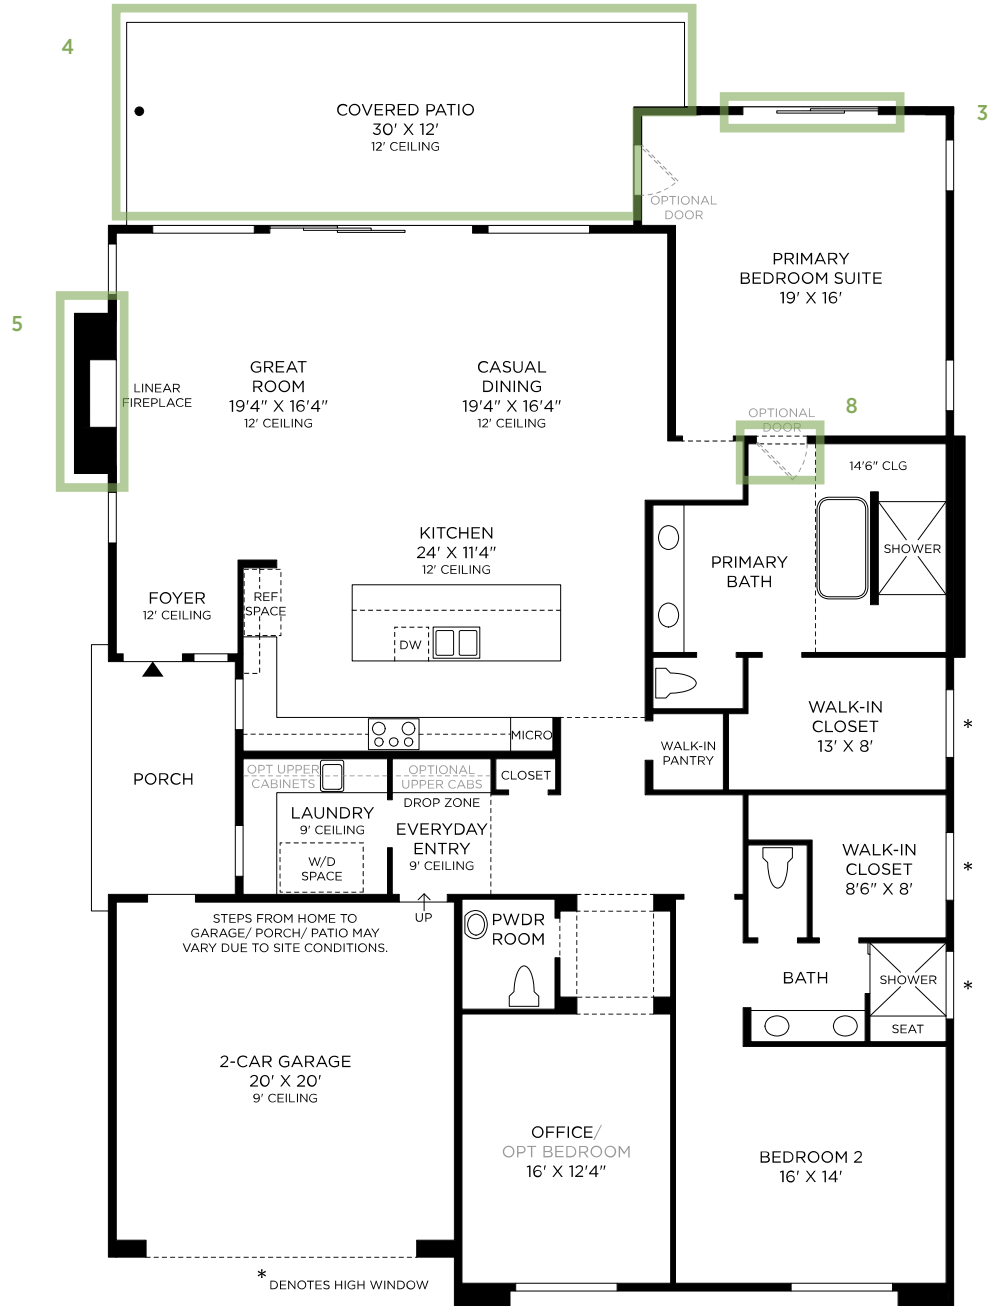 4
COVERED PATIO
30' X 12'
12' CEILING
3
OPTIONAL
DOOR
PRIMARY
BEDROOM SUITE
19' X 16'
5
LINEAR
FIREPLACE
GREAT
ROOM
19'4" X 16'4"
12' CEILING
CASUAL
DINING
19'4" X 16'4"
12' CEILING
8
OPTIONAL
DOOR
14'6" CLG
KITCHEN
24' X 11'4"
12' CEILING
SHOWER
PRIMARY
BATH
FOYER
12' CEILING
REF
SPACE
DW
WALK-IN
CLOSET
13' X 8'
*
MICRO
WALK-IN
PANTRY
PORCH
OPT UPPER
CABINETS
OPTIONAL
UPPER CABS
CLOSET
DROP ZONE
LAUNDRY
9' CEILING
EVERYDAY
ENTRY
9' CEILING
W/D
SPACE
WALK-IN
CLOSET
8'6" X 8'
*
UP
STEPS FROM HOME TO
GARAGE/ PORCH/ PATIO MAY
VARY DUE TO SITE CONDITIONS.
PWDR
ROOM
BATH
SHOWER
*
SEAT
2-CAR GARAGE
20' X 20'
9' CEILING
OFFICE/
OPT BEDROOM
16' X 12'4"
BEDROOM 2
16' X 14'
* DENOTES HIGH WINDOW